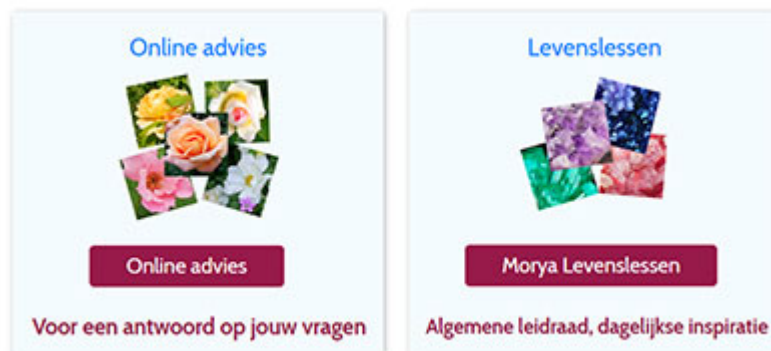 Online advies
Online advies
Voor een antwoord op jouw vragen
Levenslessen
Morya Levenslessen
Algemene leidraad, dagelijkse inspiratie